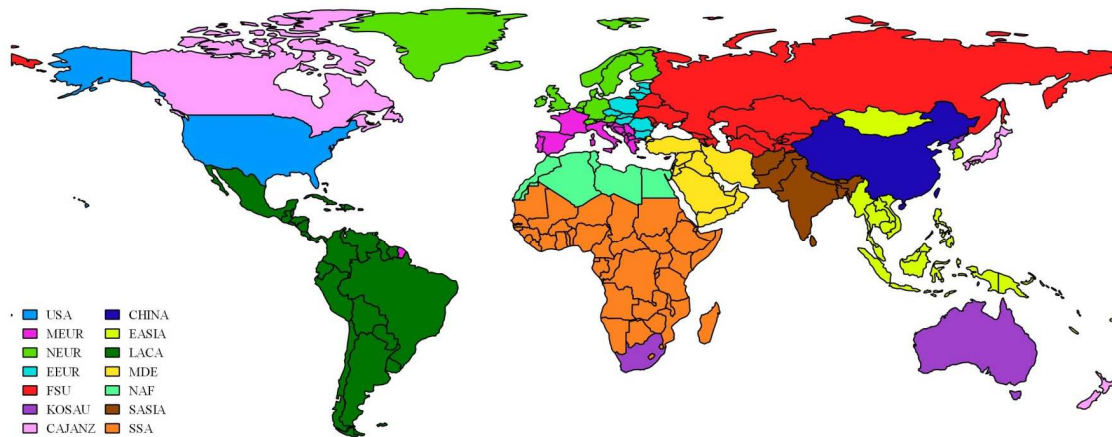 USA CHINA
MEUR EASIA
NEUR LACA
EEUR MDE
FSU NAF
KOSAU SASIA
CAJANZ SSA